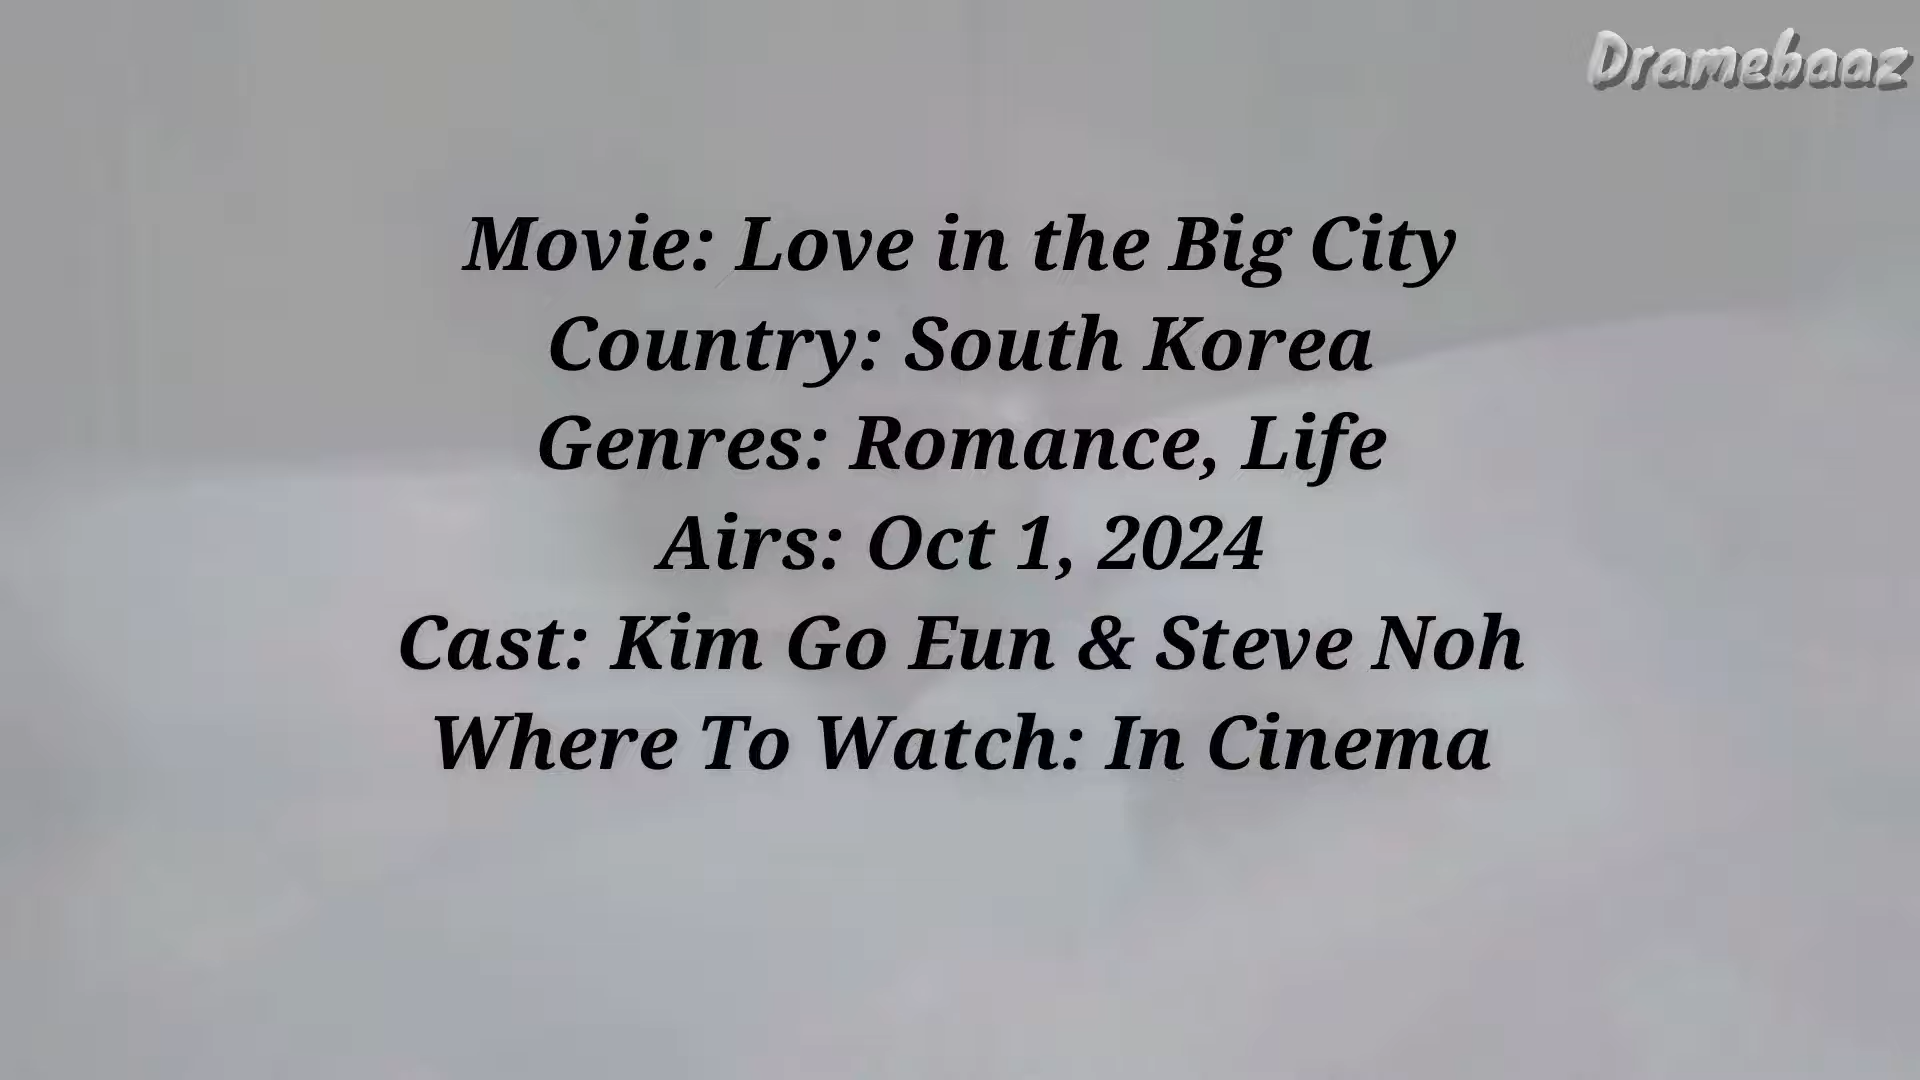 Dramebaaz
Movie: Love in the Big City
Country: South Korea
Genres: Romance, Life
Airs: Oct 1, 2024
Cast: Kim Go Eun & Steve Noh
Where To Watch: In Cinema